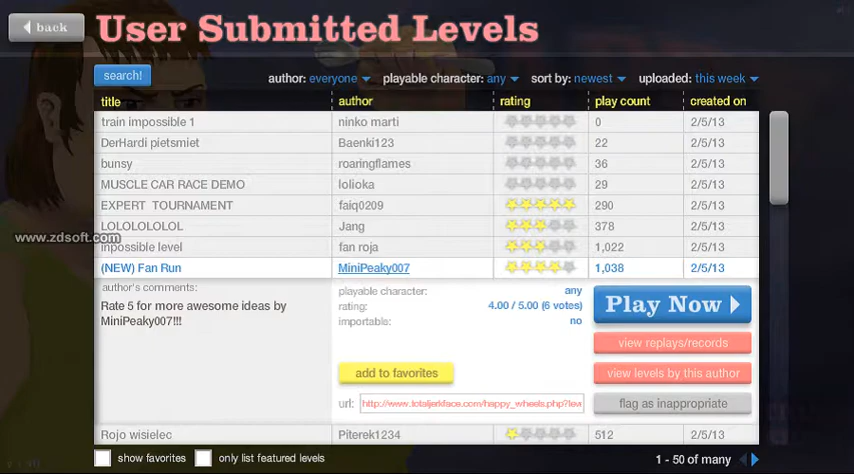 back
User Submitted Levels
search!
author: everyone playable character: any sort by: newest uploaded: this week
title author rating play count created on
train impossible 1 ninko marti 0 2/5/13
DerHardi pietsmiet Baenki123 22 2/5/13
bunsy roaringflames 36 2/5/13
MUSCLE CAR RACE DEMO lolioka 29 2/5/13
EXPERT TOURNAMENT faiq0209 290 2/5/13
LOLOLOLOLOL Jang 378 2/5/13
www.zdsoft.com
inpossible level fan roja 1,022 2/5/13
(NEW) Fan Run MiniPeaky007 1,038 2/5/13
author's comments:
Rate 5 for more awesome ideas by
MiniPeaky007!!!
playable character: any
rating: 4.00 / 5.00 (6 votes)
importable: no
Play Now
view replays/records
add to favorites
view levels by this author
url: http://www.totaljerkface.com/happy_wheels.php?lev
flag as inappropriate
Rojo wisielec Piterek1234 512 2/5/13
show favorites only list featured levels 1 - 50 of many